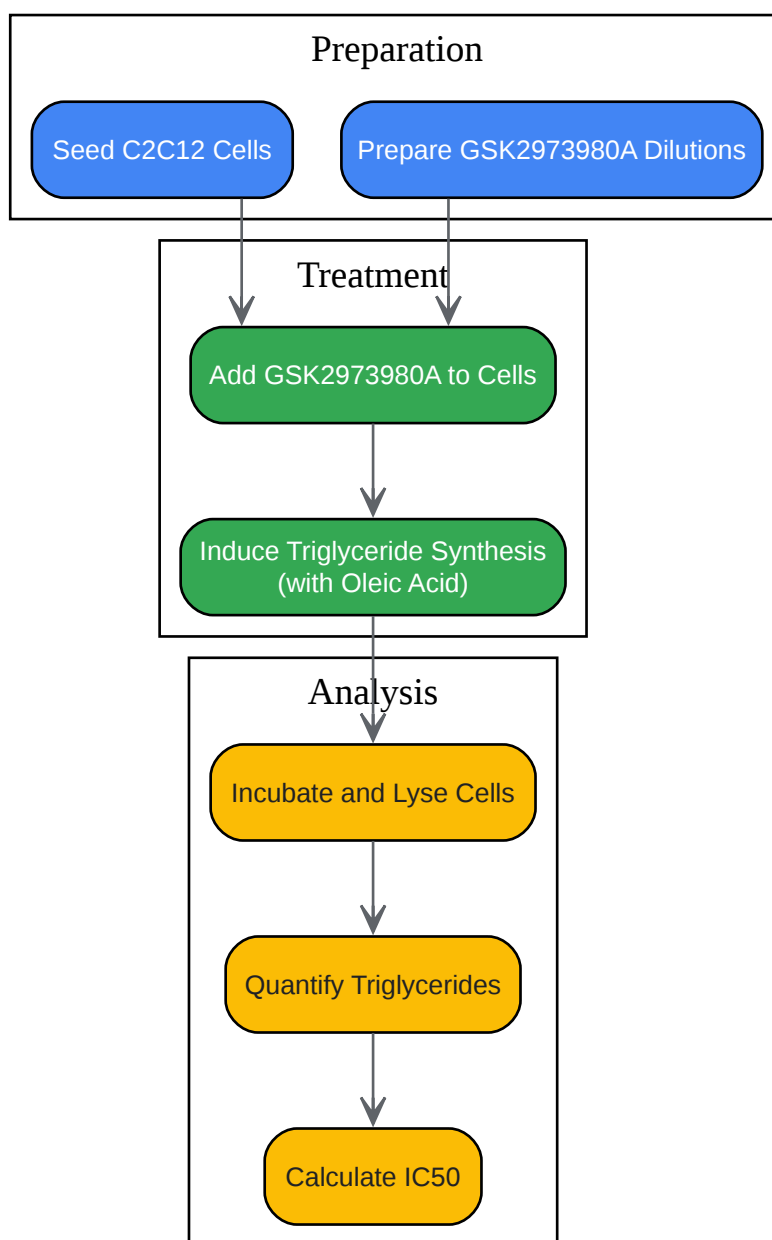 Preparation
Seed C2C12 Cells
Prepare GSK2973980A Dilutions
Treatment
Add GSK2973980A to Cells
Induce Triglyceride Synthesis
(with Oleic Acid)
Analysis
Incubate and Lyse Cells
Quantify Triglycerides
Calculate IC50